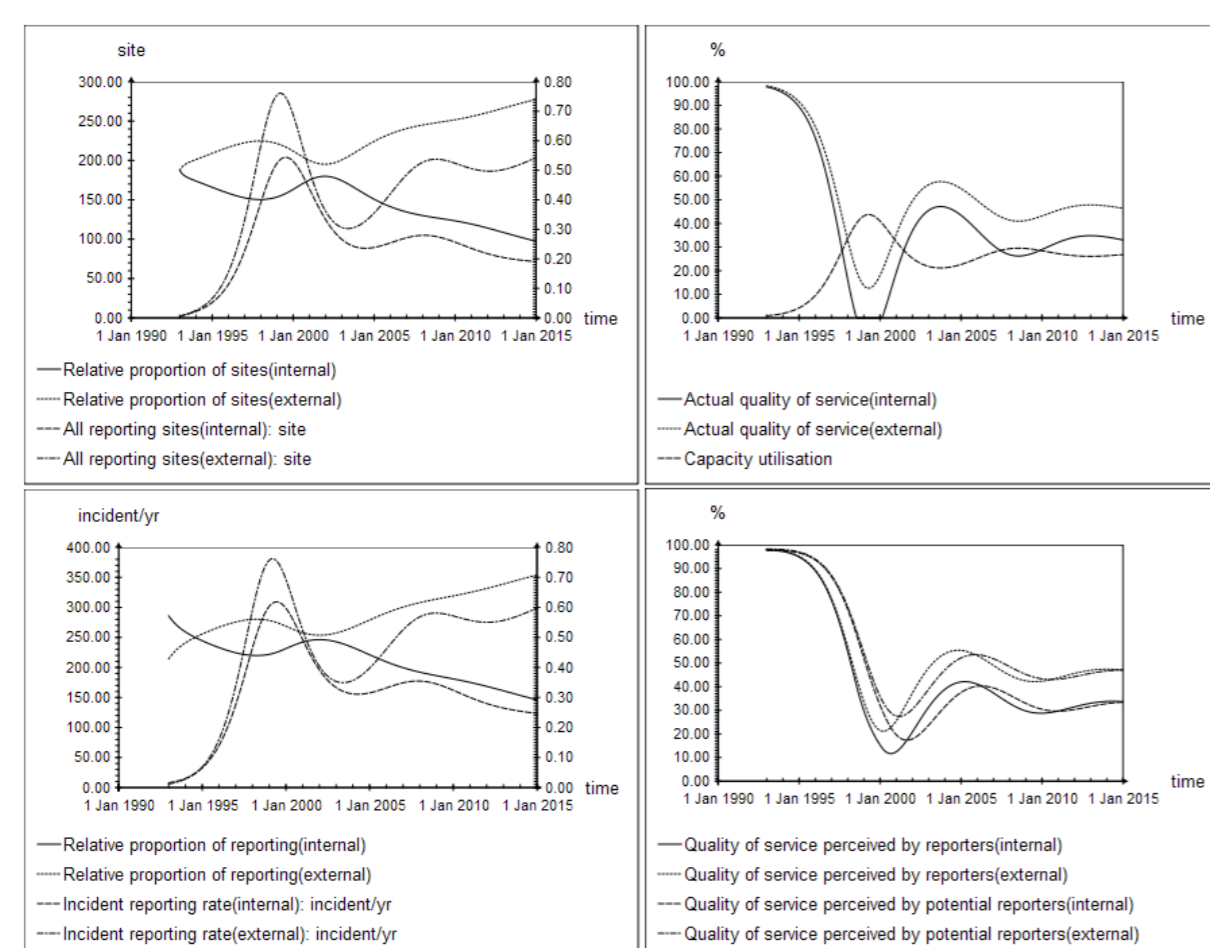 site
300.00
250.00
200.00
150.00
100.00
50.00
0.00
0.80
0.70
0.60
0.50
0.40
0.30
0.20
0.10
0.00
time
1 Jan 1990 1 Jan 1995 1 Jan 2000 1 Jan 2005 1 Jan 2010 1 Jan 2015
Relative proportion of sites(internal)
Relative proportion of sites(external)
All reporting sites(internal): site
All reporting sites(external): site
%
100.00
90.00
80.00
70.00
60.00
50.00
40.00
30.00
20.00
10.00
0.00
time
1 Jan 1990 1 Jan 1995 1 Jan 2000 1 Jan 2005 1 Jan 2010 1 Jan 2015
Actual quality of service(internal)
Actual quality of service(external)
Capacity utilisation
incident/yr
400.00
350.00
300.00
250.00
200.00
150.00
100.00
50.00
0.00
0.80
0.70
0.60
0.50
0.40
0.30
0.20
0.10
0.00
time
1 Jan 1990 1 Jan 1995 1 Jan 2000 1 Jan 2005 1 Jan 2010 1 Jan 2015
Relative proportion of reporting(internal)
Relative proportion of reporting(external)
Incident reporting rate(internal): incident/yr
Incident reporting rate(external): incident/yr
%
100.00
90.00
80.00
70.00
60.00
50.00
40.00
30.00
20.00
10.00
0.00
time
1 Jan 1990 1 Jan 1995 1 Jan 2000 1 Jan 2005 1 Jan 2010 1 Jan 2015
Quality of service perceived by reporters(internal)
Quality of service perceived by reporters(external)
Quality of service perceived by potential reporters(internal)
Quality of service perceived by potential reporters(external)